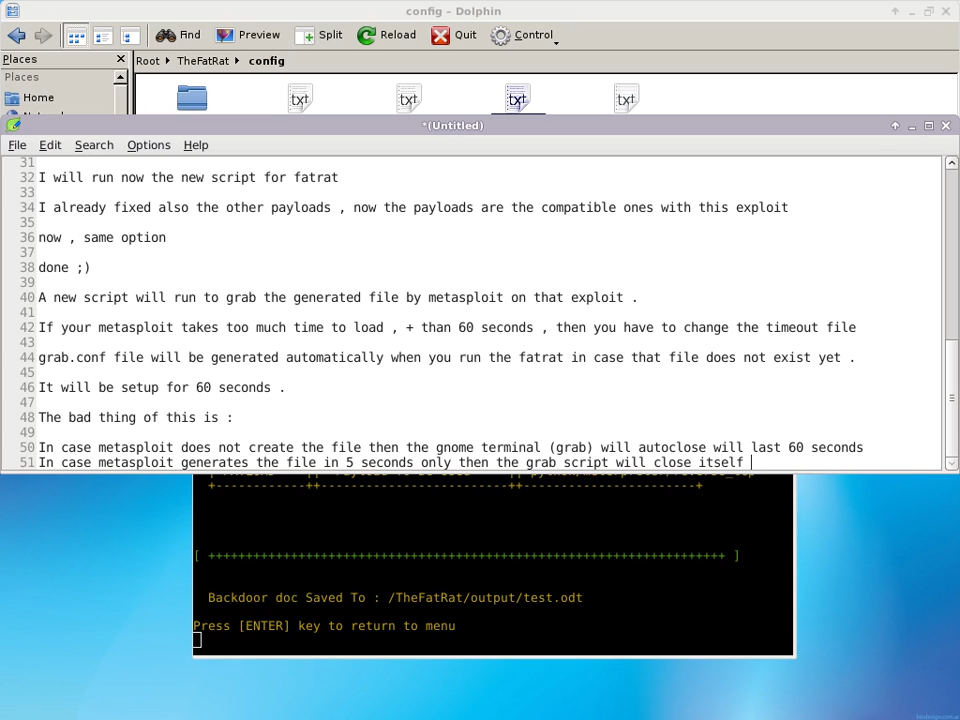 config - Dolphin
Find Preview Split Reload Quit Control
Places Root TheFatRat config
Places
Home
txt txt txt txt
*(Untitled)
File Edit Search Options Help
31
32 I will run now the new script for fatrat
33
34 I already fixed also the other payloads , now the payloads are the compatible ones with this exploit
35
36 now , same option
37
38 done ;)
39
40 A new script will run to grab the generated file by metasploit on that exploit .
41
42 If your metasploit takes too much time to load , + than 60 seconds , then you have to change the timeout file
43
44 grab.conf file will be generated automatically when you run the fatrat in case that file does not exist yet .
45
46 It will be setup for 60 seconds .
47
48 The bad thing of this is :
49
50 In case metasploit does not create the file then the gnome terminal (grab) will autoclose will last 60 seconds
51 In case metasploit generates the file in 5 seconds only then the grab script will close itself
+------------++---------------------------++-----------------------+
[ +++++++++++++++++++++++++++++++++++++++++++++++++++++++++++++++++++++ ]
Backdoor doc Saved To : /TheFatRat/output/test.odt
Press [ENTER] key to return to menu